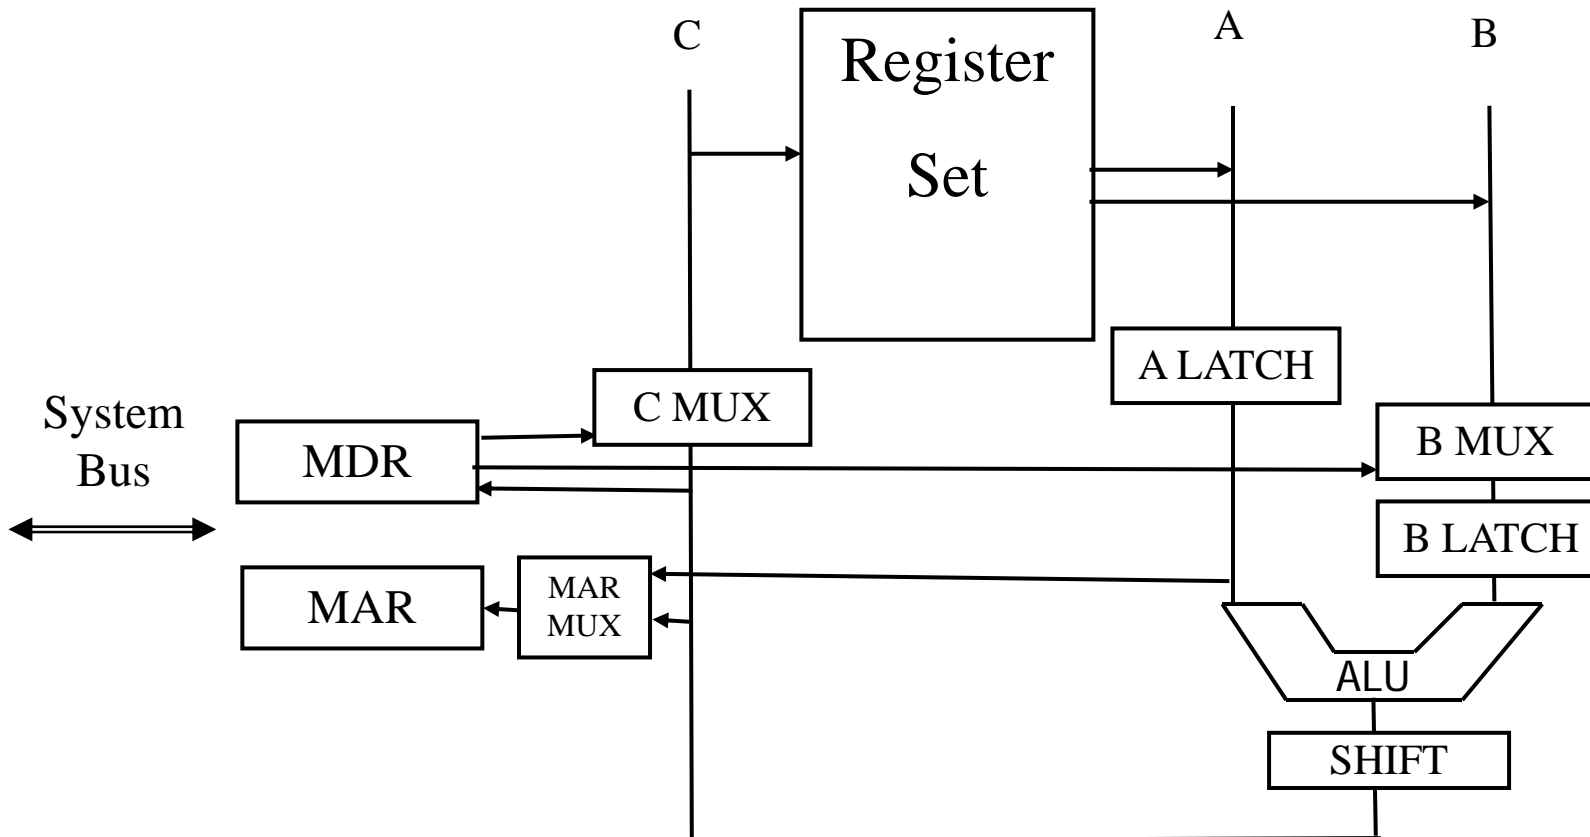 C
Register
Set
A
B
A LATCH
C MUX
B MUX
System
Bus
MDR
B LATCH
MAR
MAR
MUX
ALU
SHIFT